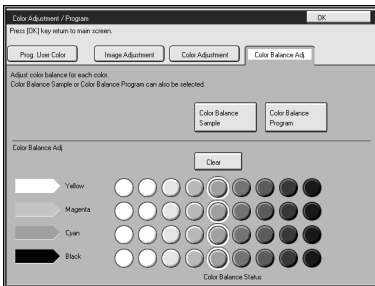 Color Adjustment / Program
OK
Press [OK] key return to main screen.
Prog. User Color
Image Adjustment
Color Adjustment
Color Balance Adj.
Adjust color balance for each color.
Color Balance Sample or Color Balance Program can also be selected.
Color Balance
Sample
Color Balance
Program
Color Balance Adj.
Clear
Yellow
Magenta
Cyan
Black
Color Balance Status